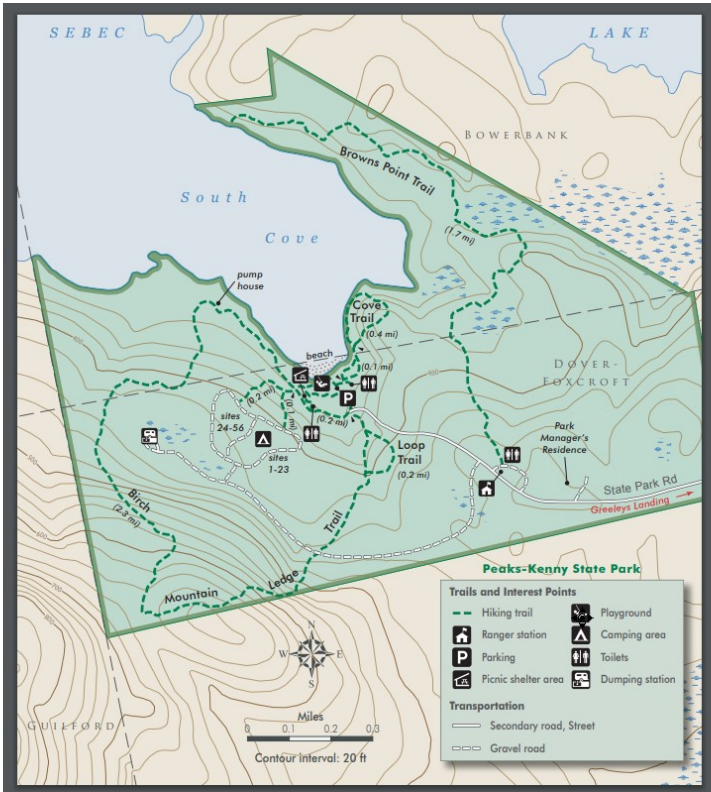 SEBEC
LAKE
BOWERBANK
Browns Point Trail
South
Cove
(1.7 mi)
pump
house
Cove
Trail
(0.4 mi)
beach
(0.1 mi)
DOVER-
FOXCROFT
(0.2 mi)
(0.1 mi)
P
sites
24-56
(0.2 mi)
sites
1-23
Loop
Trail
(0.2 mi)
Park
Manager's
Residence
State Park Rd
Greeleys Landing
Birch
(2.3 mi)
Mountain
Ledge
Trail
Peaks-Kenny State Park
Trails and Interest Points
Hiking trail
Playground
Ranger station
Camping area
P
Parking
Toilets
Picnic shelter area
Dumping station
Transportation
Secondary road, Street
Gravel road
N
W
E
S
GUILFORD
Miles
0 0.1 0.2 0.3
Contour interval: 20 ft